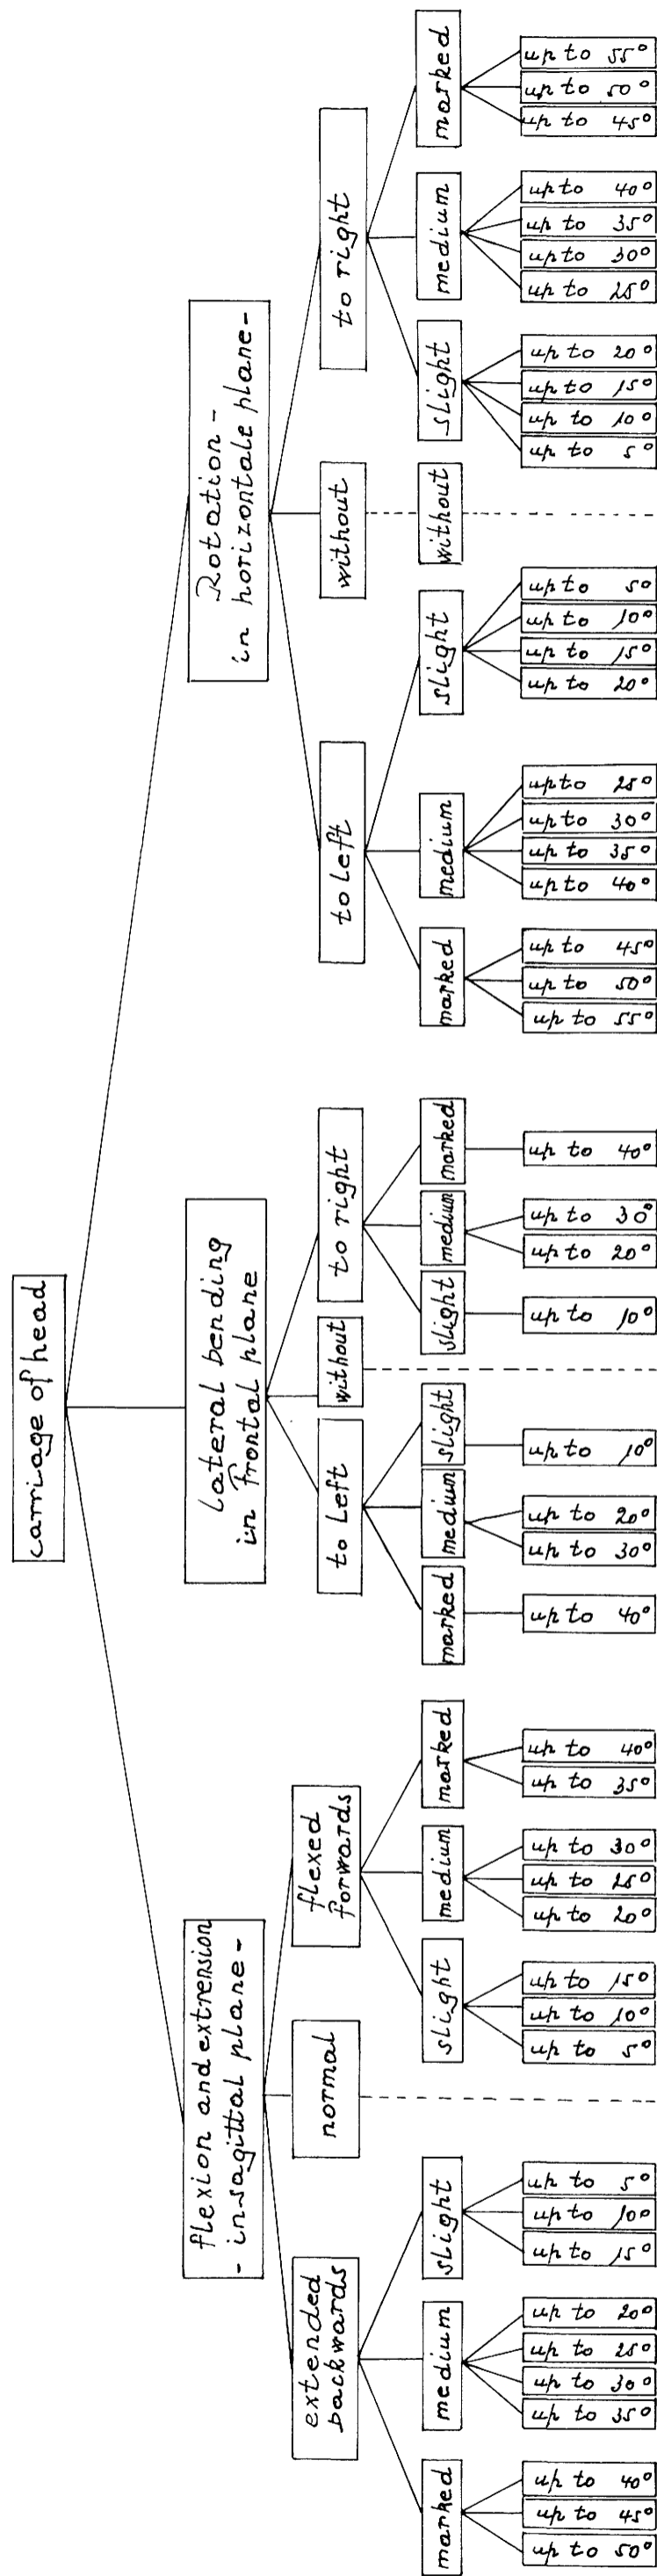 carriage of head
flexion and extrension
- in sagittal plane -
Lateral bending
in frontal plane
Rotation -
in horizontale plane -
extended
backwards
normal
flexed
forwards
to left
without
to right
to left
without
to right
marked
medium
slight
slight
medium
marked
marked
medium
slight
slight
medium
marked
marked
medium
slight
without
slight
medium
marked
up to 50°
up to 45°
up to 40°
up to 35°
up to 30°
up to 25°
up to 20°
up to 15°
up to 10°
up to 5°
up to 5°
up to 10°
up to 15°
up to 20°
up to 25°
up to 30°
up to 35°
up to 40°
up to 40°
up to 30°
up to 20°
up to 10°
up to 10°
up to 20°
up to 30°
up to 40°
up to 55°
up to 50°
up to 45°
up to 40°
up to 35°
up to 30°
up to 25°
up to 20°
up to 15°
up to 10°
up to 5°
up to 5°
up to 10°
up to 15°
up to 20°
up to 25°
up to 30°
up to 35°
up to 40°
up to 45°
up to 50°
up to 55°